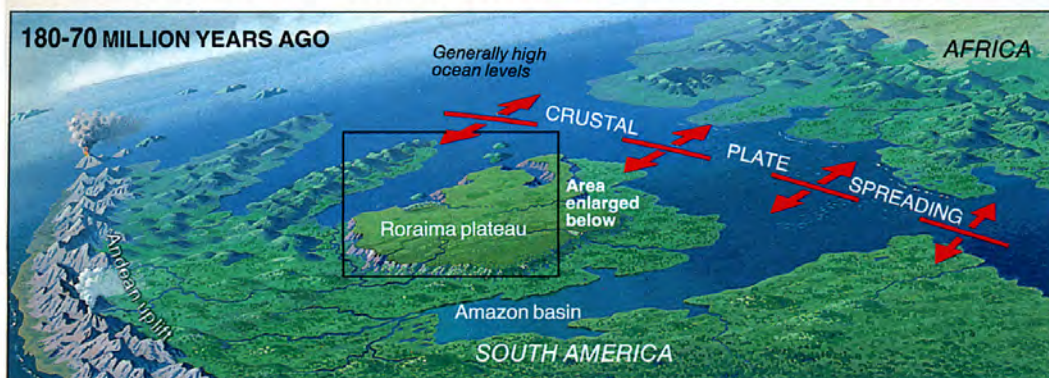 180-70 MILLION YEARS AGO
AFRICA
Generally high
ocean levels
CRUSTAL
PLATE
SPREADING
Area
enlarged
below
Roraima plateau
Andean uplift
Amazon basin
SOUTH AMERICA